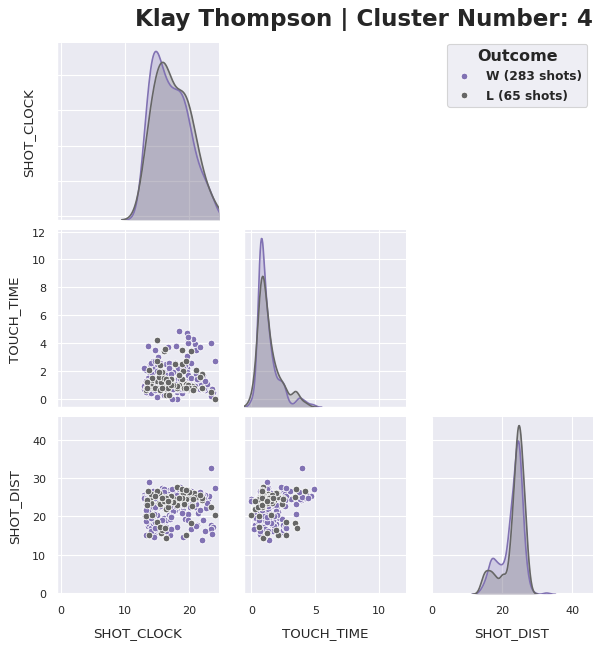 Klay Thompson | Cluster Number: 4
Outcome
W (283 shots)
L (65 shots)
SHOT_CLOCK
12
10
8
6
4
2
0
TOUCH_TIME
40
30
20
10
0
SHOT_DIST
0 10 20
0 5 10
0 20 40
SHOT_CLOCK
TOUCH_TIME
SHOT_DIST